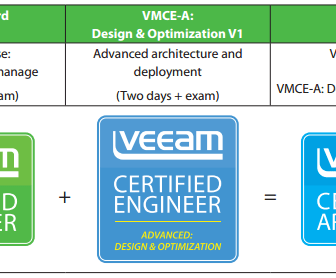 rd
VMCE-A:
Design & Optimization V1
se:
manage
Advanced architecture and
deployment
V
am)
(Two days + exam)
VMCE-A: D
m
D
ER
+
veeAM
CERTIFIED
ENGINEER
ADVANCED:
DESIGN & OPTIMIZATION
=
V
CE
AR